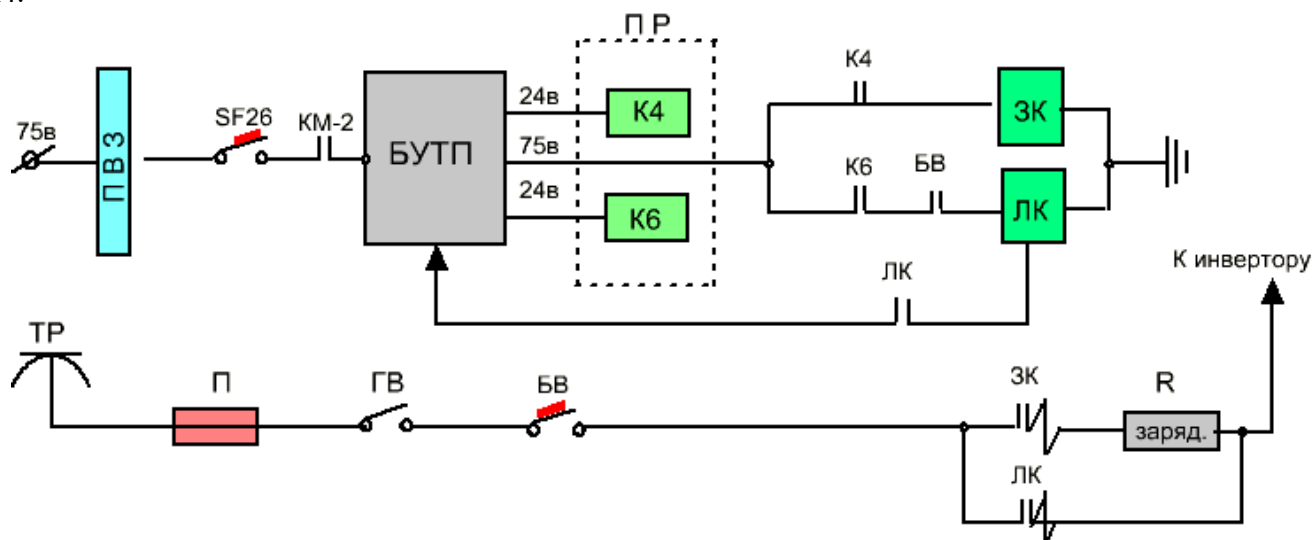 П Р
К4
24в
К4
ЗК
75в
SF26
КМ-2
ПВЗ
БУТП
75в
К6
БВ
24в
К6
ЛК
ЛК
К инвертору
ТР
П
ГВ
БВ
ЗК
R
заряд.
ЛК